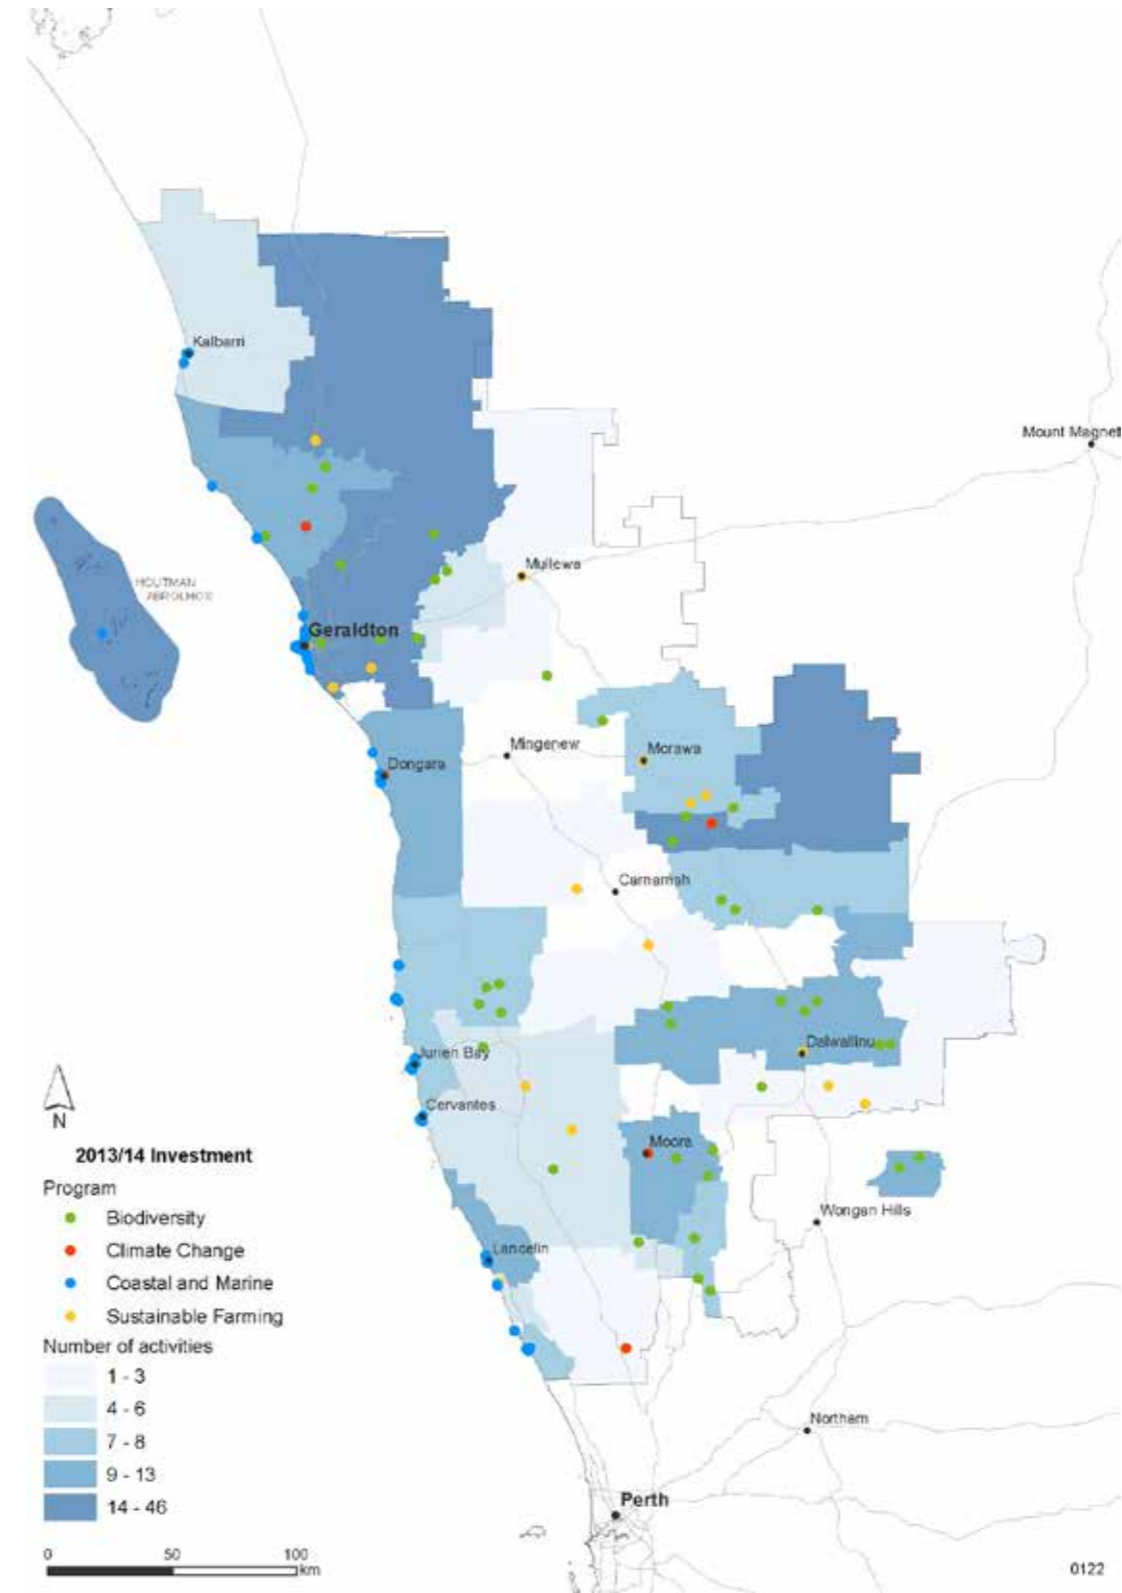 Kalbarri
Mount Magnet
Mullewa
HOUTMAN
ABROLHOS
Geraldton
Mingenew
Morawa
Dongara
Carnamah
Dalwallinu
Jurien Bay
Cervantes
Moora
Wongan Hills
Lancelin
Northam
Perth
N
2013/14 Investment
Program
Biodiversity
Climate Change
Coastal and Marine
Sustainable Farming
Number of activities
1 - 3
4 - 6
7 - 8
9 - 13
14 - 46
0 50 100
km
0122